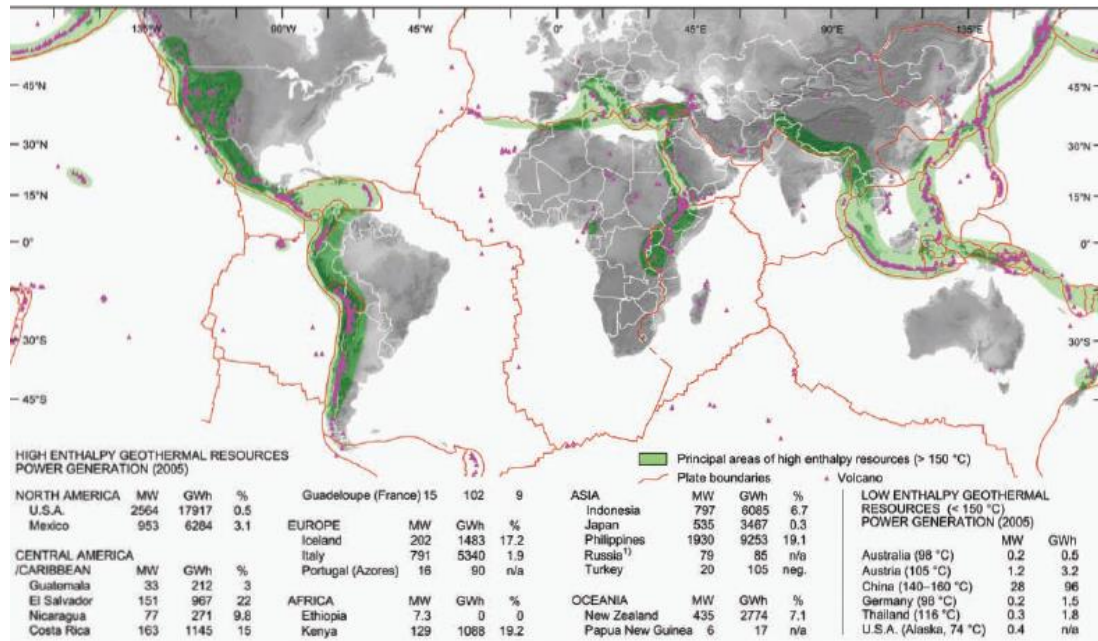 135°W 90°W 45°W 0° 45°E 90°E 135°E
45°N 45°N
30°N 30°N
15°N 15°N
0° 0°
30°S 30°S
45°S 45°S
Principal areas of high enthalpy resources (> 150 °C)
Plate boundaries
Volcano
HIGH ENTHALPY GEOTHERMAL RESOURCES
POWER GENERATION (2005)
NORTH AMERICA MW GWh %
U.S.A. 2564 17917 0.5
Mexico 953 6284 3.1
CENTRAL AMERICA
/CARIBBEAN MW GWh %
Guatemala 33 212 3
El Salvador 151 967 22
Nicaragua 77 271 9.8
Costa Rica 163 1145 15
Guadeloupe (France) 15 102 9
EUROPE MW GWh %
Iceland 202 1483 17.2
Italy 791 5340 1.9
Portugal (Azores) 16 90 n/a
AFRICA MW GWh %
Ethiopia 7.3 0 0
Kenya 129 1088 19.2
ASIA MW GWh %
Indonesia 797 6085 6.7
Japan 535 3467 0.3
Philippines 1930 9253 19.1
Russia1) 79 85 n/a
Turkey 20 105 neg.
OCEANIA MW GWh %
New Zealand 435 2774 7.1
Papua New Guinea 6 17 n/a
LOW ENTHALPY GEOTHERMAL
RESOURCES (< 150 °C)
POWER GENERATION (2005)
MW GWh
Australia (98 °C) 0.2 0.5
Austria (105 °C) 1.2 3.2
China (140–160 °C) 28 96
Germany (98 °C) 0.2 1.5
Thailand (116 °C) 0.3 1.8
U.S.A. (Alaska, 74 °C) 0.4 n/a